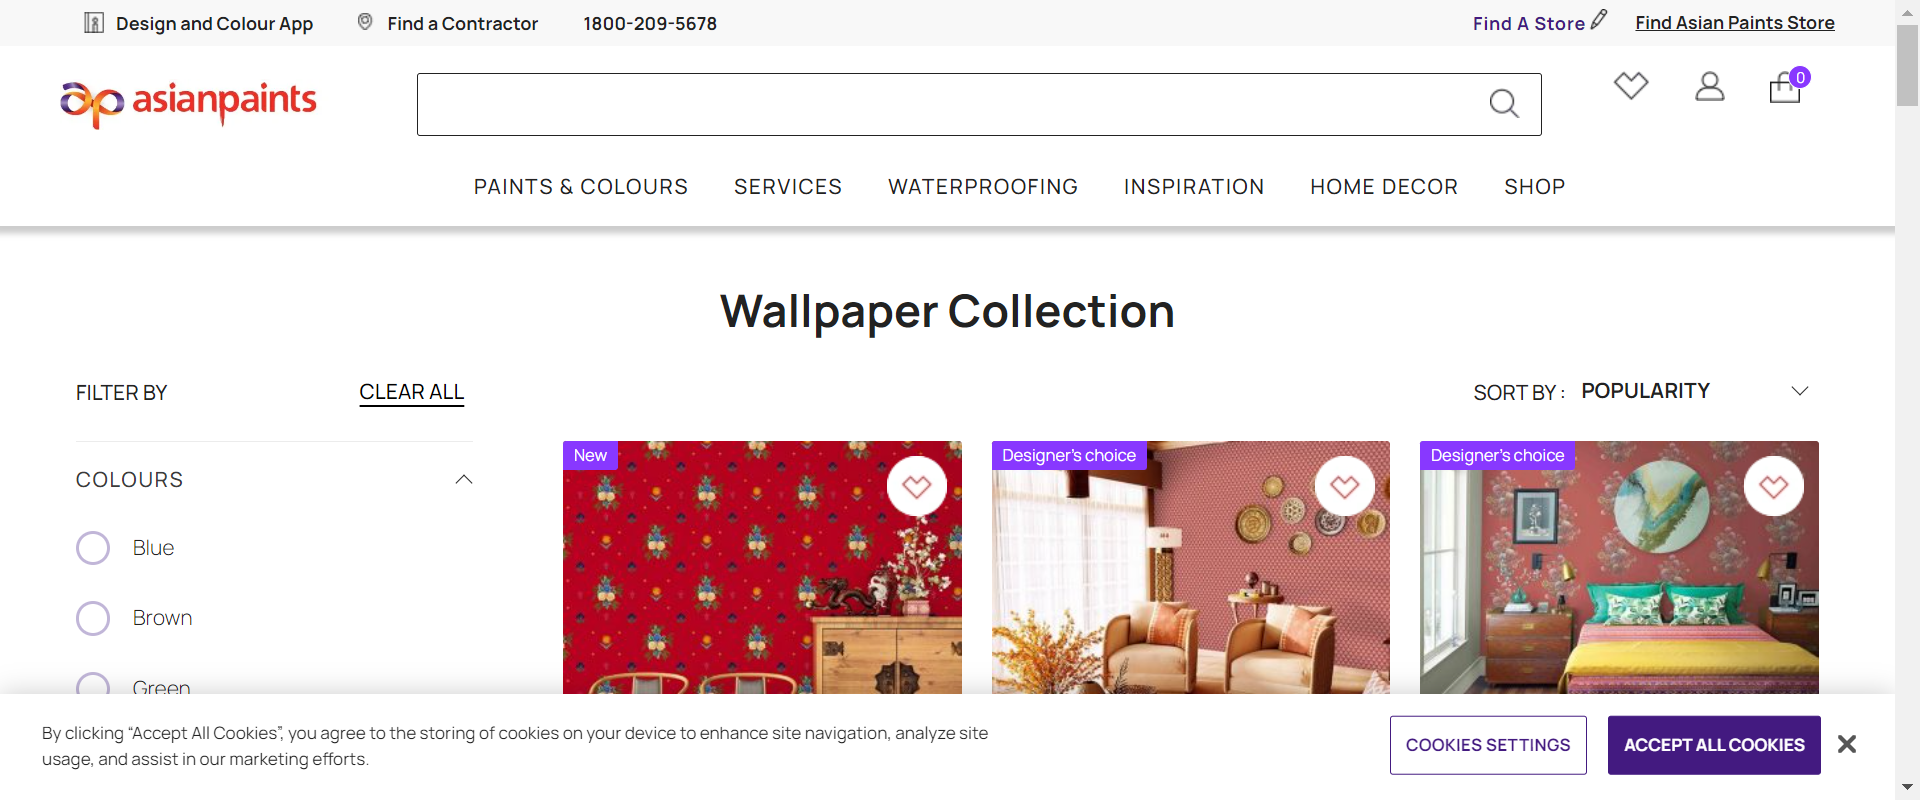 Design and Colour App
Find a Contractor
1800-209-5678
Find A Store
Find Asian Paints Store
ap asianpaints
0
PAINTS & COLOURS
SERVICES
WATERPROOFING
INSPIRATION
HOME DECOR
SHOP
Wallpaper Collection
FILTER BY
CLEAR ALL
SORT BY : POPULARITY
COLOURS
Blue
Brown
Green
New
Designer's choice
Designer's choice
By clicking “Accept All Cookies”, you agree to the storing of cookies on your device to enhance site navigation, analyze site
usage, and assist in our marketing efforts.
COOKIES SETTINGS
ACCEPT ALL COOKIES